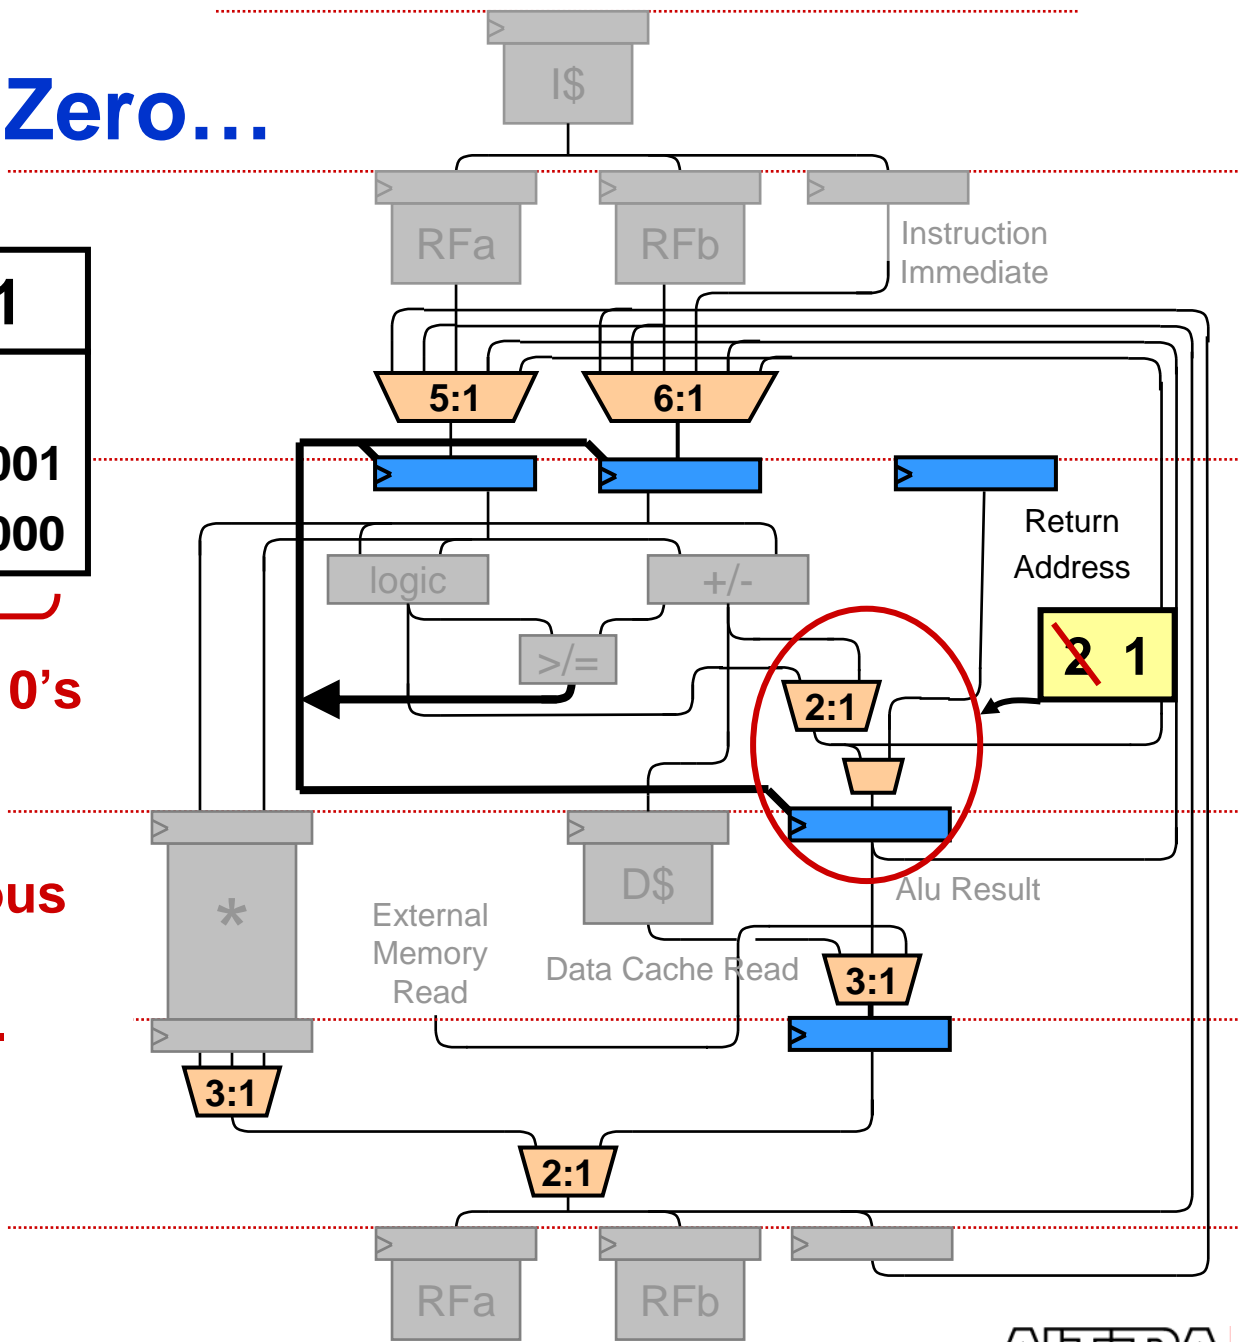 I$
Zero…
RFa
RFb
Instruction
Immediate
1
5:1
6:1
001
000
Return
Address
logic
+/-
>/=
2 1
0's
2:1
ous
*
D$
Alu Result
External
Memory
Read
Data Cache Read
3:1
3:1
2:1
RFa
RFb